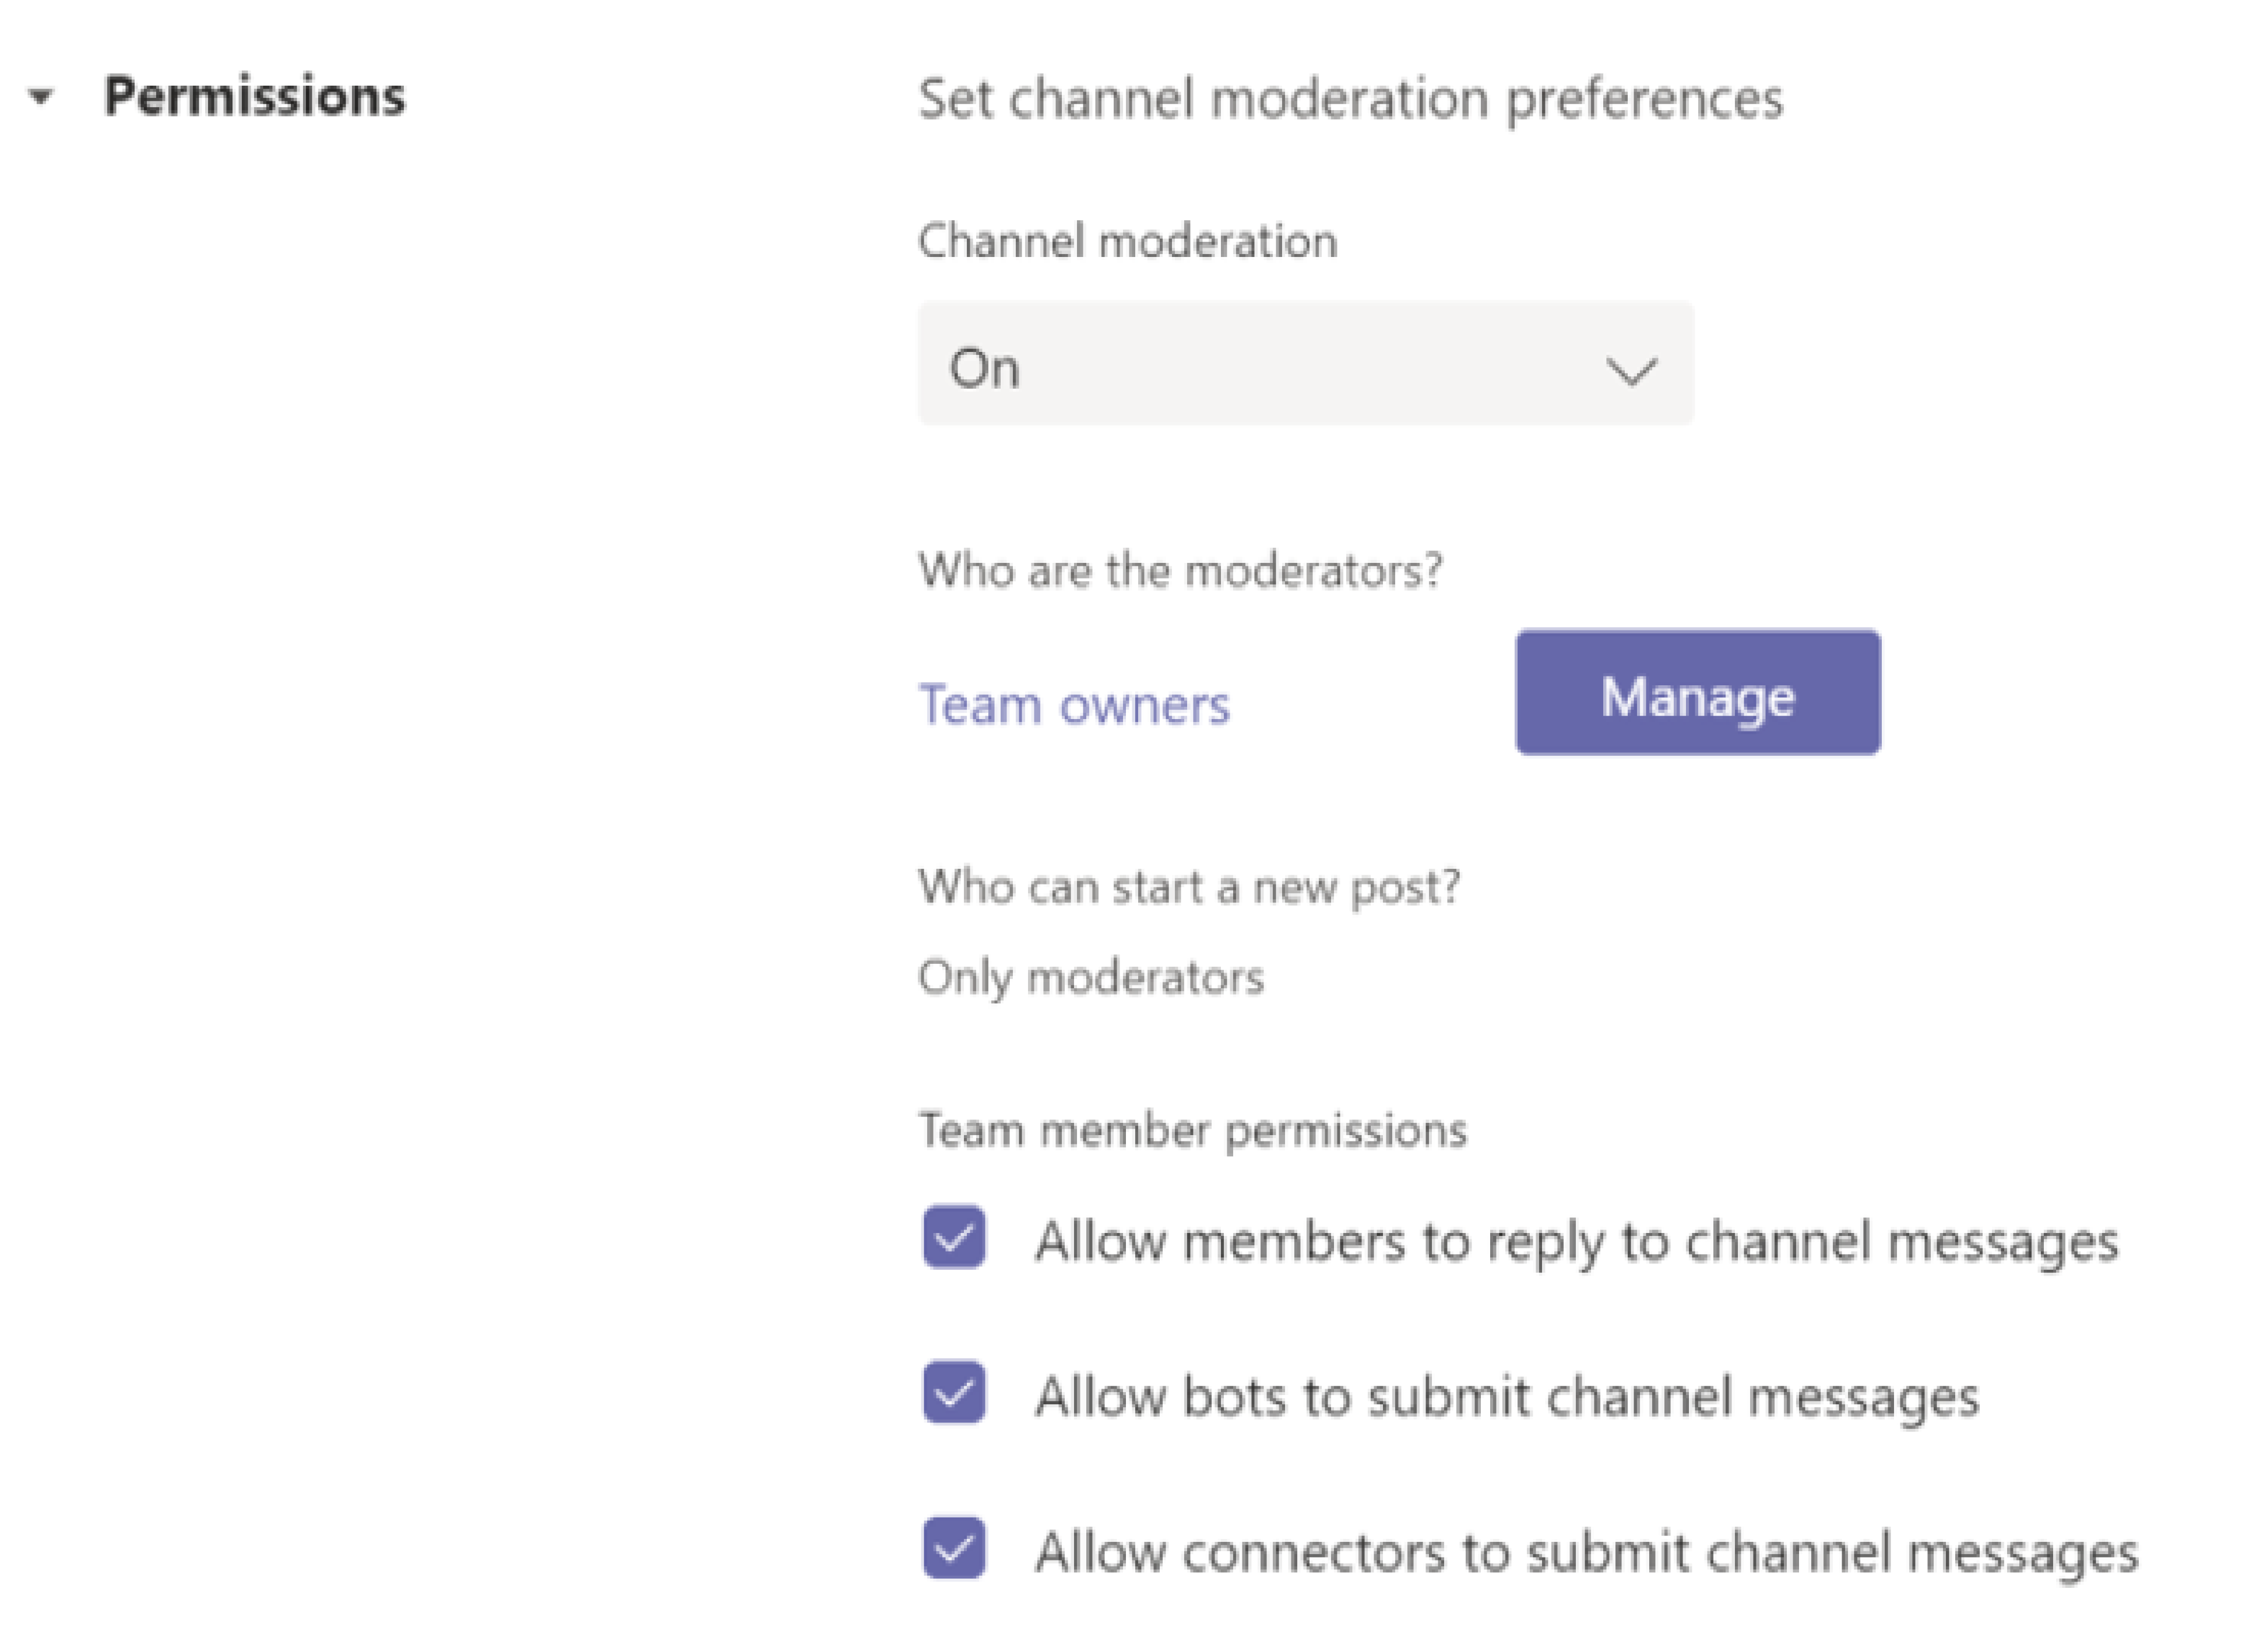 Permissions
Set channel moderation preferences
Channel moderation
On
Who are the moderators?
Team owners
Manage
Who can start a new post?
Only moderators
Team member permissions
Allow members to reply to channel messages
Allow bots to submit channel messages
Allow connectors to submit channel messages